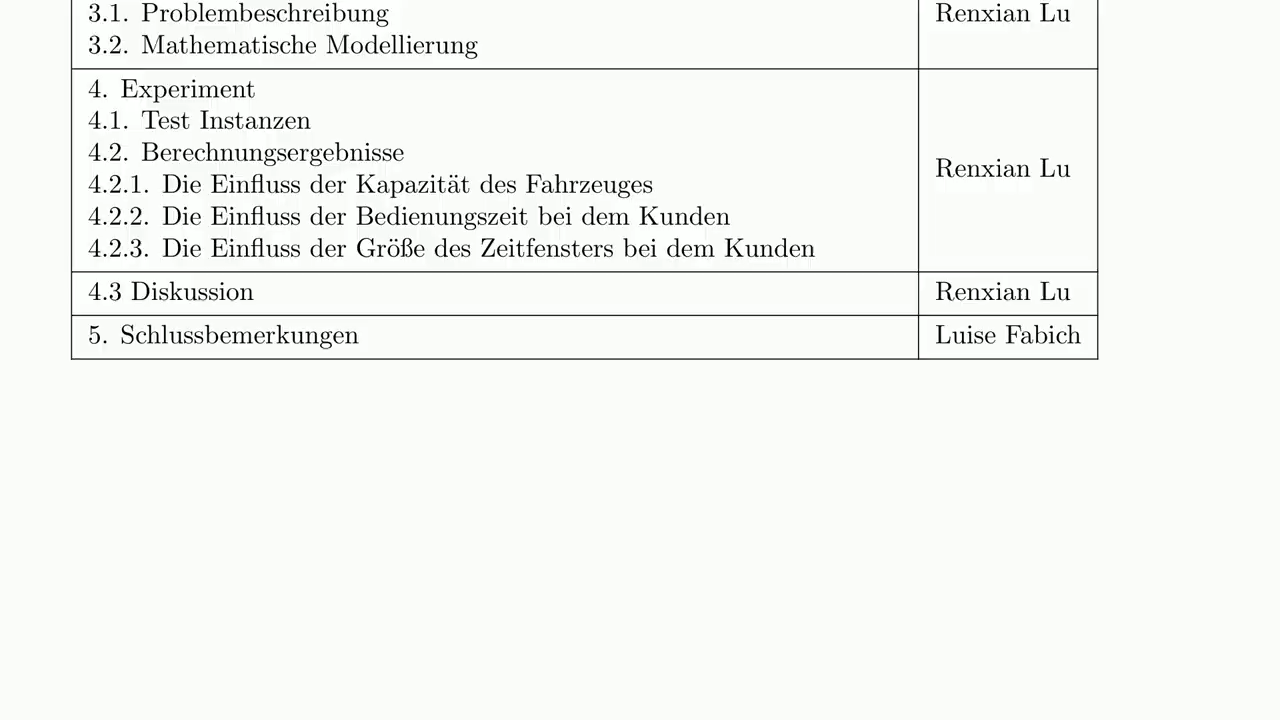 3.1. Problembeschreibung
Renxian Lu
3.2. Mathematische Modellierung
4. Experiment
4.1. Test Instanzen
4.2. Berechnungsergebnisse
Renxian Lu
4.2.1. Die Einfluss der Kapazität des Fahrzeuges
4.2.2. Die Einfluss der Bedienungszeit bei dem Kunden
4.2.3. Die Einfluss der Größe des Zeitfensters bei dem Kunden
4.3 Diskussion
Renxian Lu
5. Schlussbemerkungen
Luise Fabich